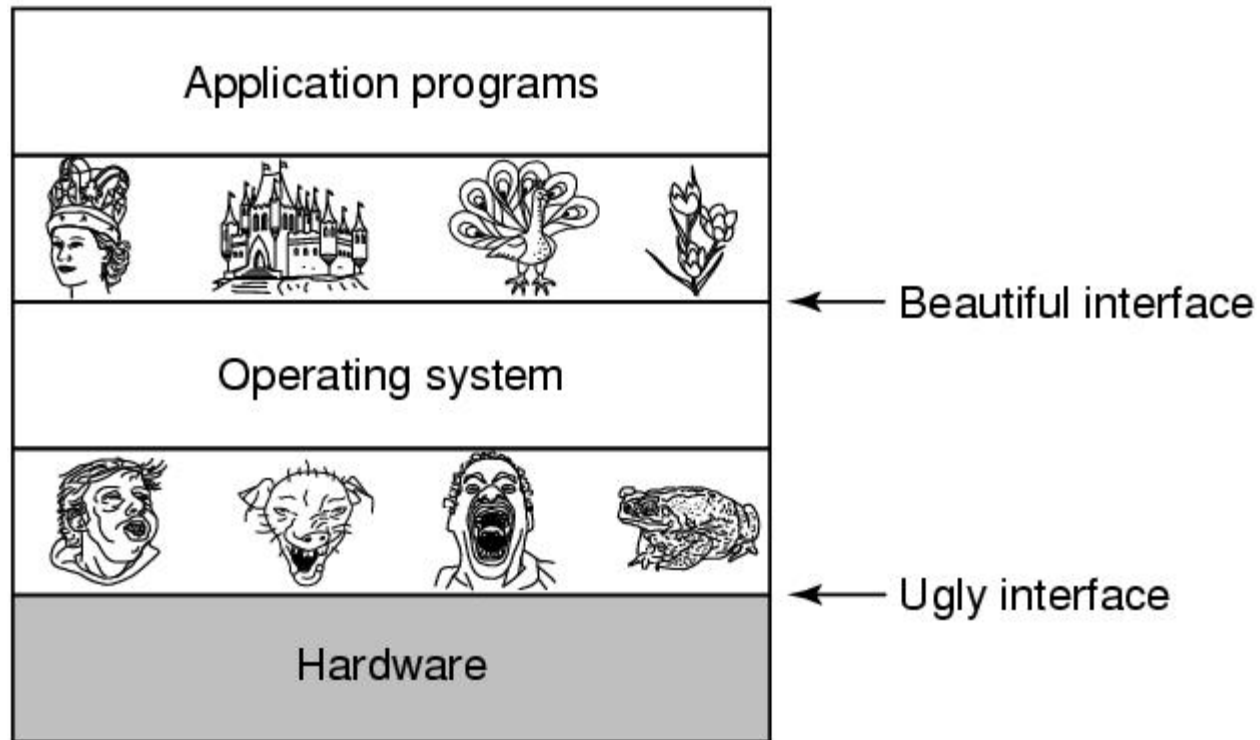 Application programs
Beautiful interface
Operating system
Ugly interface
Hardware